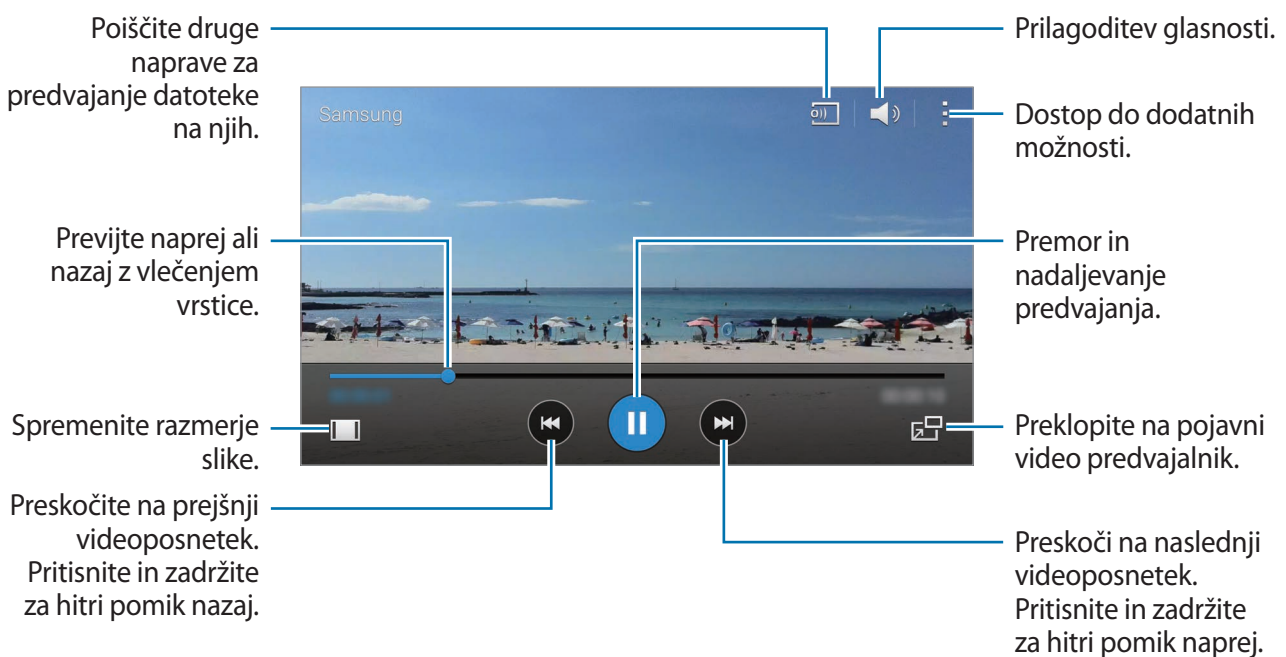 Poiščite druge
naprave za
predvajanje datoteke
na njih.
Previjte naprej ali
nazaj z vlečenjem
vrstice.
Spremenite razmerje
slike.
Preskočite na prejšnji
videoposnetek.
Pritisnite in zadržite
za hitri pomik nazaj.
Samsung
Prilagoditev glasnosti.
Dostop do dodatnih
možnosti.
Premor in
nadaljevanje
predvajanja.
Preklopite na pojavni
video predvajalnik.
Preskoči na naslednji
videoposnetek.
Pritisnite in zadržite
za hitri pomik naprej.